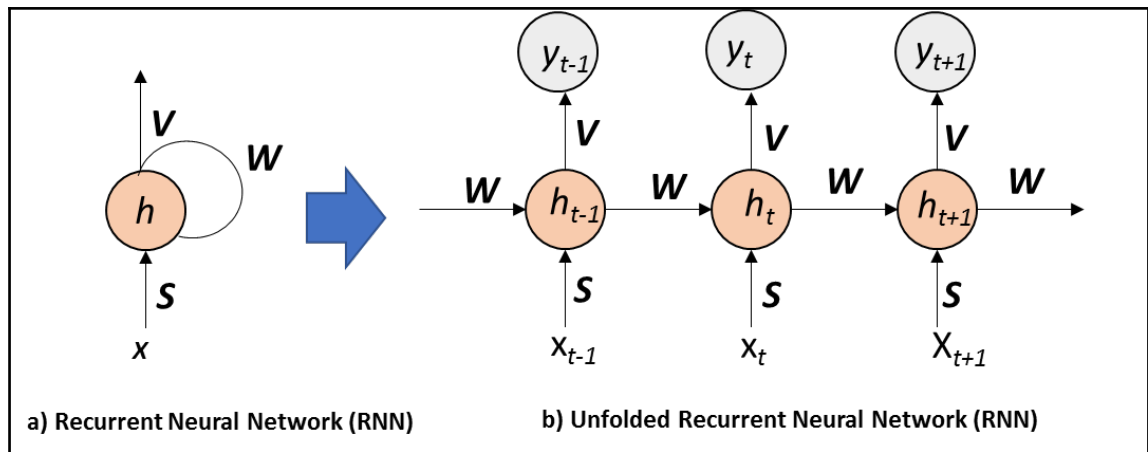 y_{t-1} y_t y_{t+1}
V V V V
W W W W W
h h_{t-1} h_t h_{t+1}
S S S S
x x_{t-1} x_t X_{t+1}
a) Recurrent Neural Network (RNN) b) Unfolded Recurrent Neural Network (RNN)